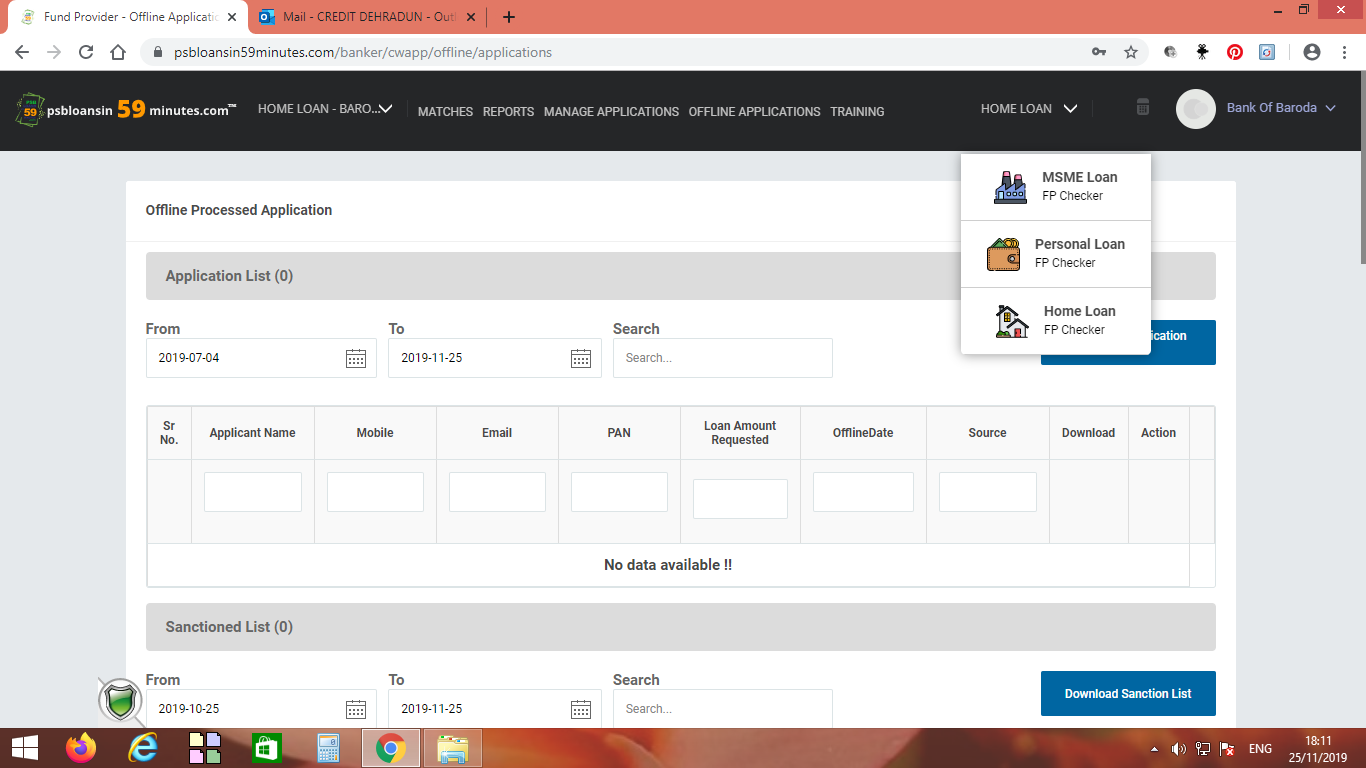 Fund Provider - Offline Applicatic
Mail - CREDIT DEHRADUN - Outl
psbloansin59minutes.com/banker/cwapp/offline/applications
psbloansin 59 minutes.com™
HOME LOAN - BARO...
MATCHES
REPORTS
MANAGE APPLICATIONS
OFFLINE APPLICATIONS
TRAINING
HOME LOAN
Bank Of Baroda
MSME Loan
FP Checker
Personal Loan
FP Checker
Home Loan
FP Checker
Offline Processed Application
Application List (0)
From
To
Search
2019-07-04
2019-11-25
Search...
ication
Sr No.
Applicant Name
Mobile
Email
PAN
Loan Amount Requested
OfflineDate
Source
Download
Action
No data available !!
Sanctioned List (0)
From
To
Search
2019-10-25
2019-11-25
Search...
Download Sanction List
ENG
18:11
25/11/2019